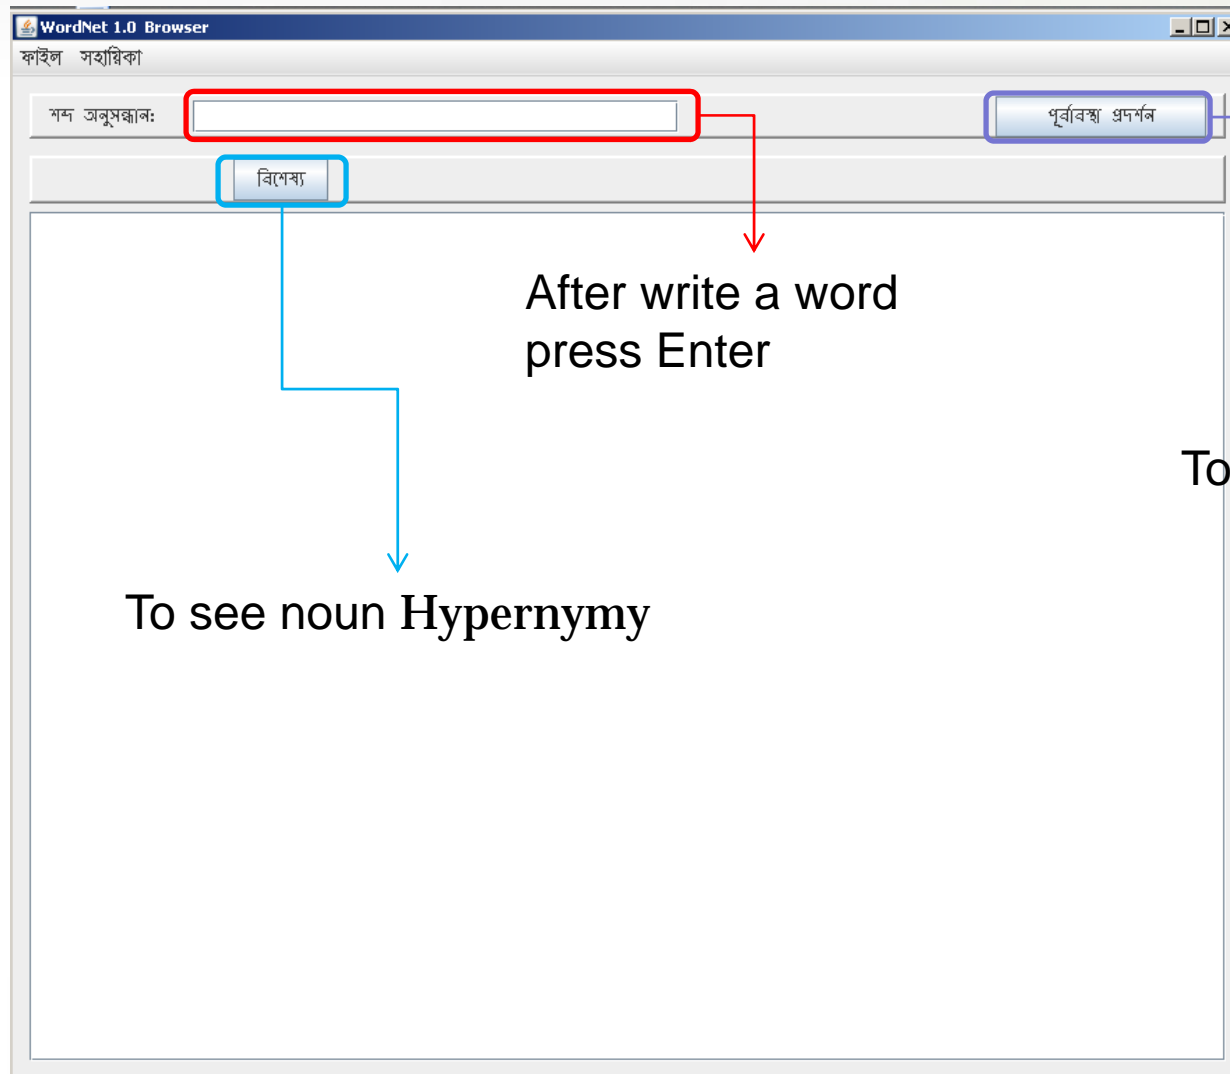 WordNet 1.0 Browser
ফাইল সহায়িকা
শব্দ অনুসন্ধান:
পূর্বাবস্থা প্রদর্শন
বিশেষ্য
After write a word
press Enter
To
To see noun Hypernymy